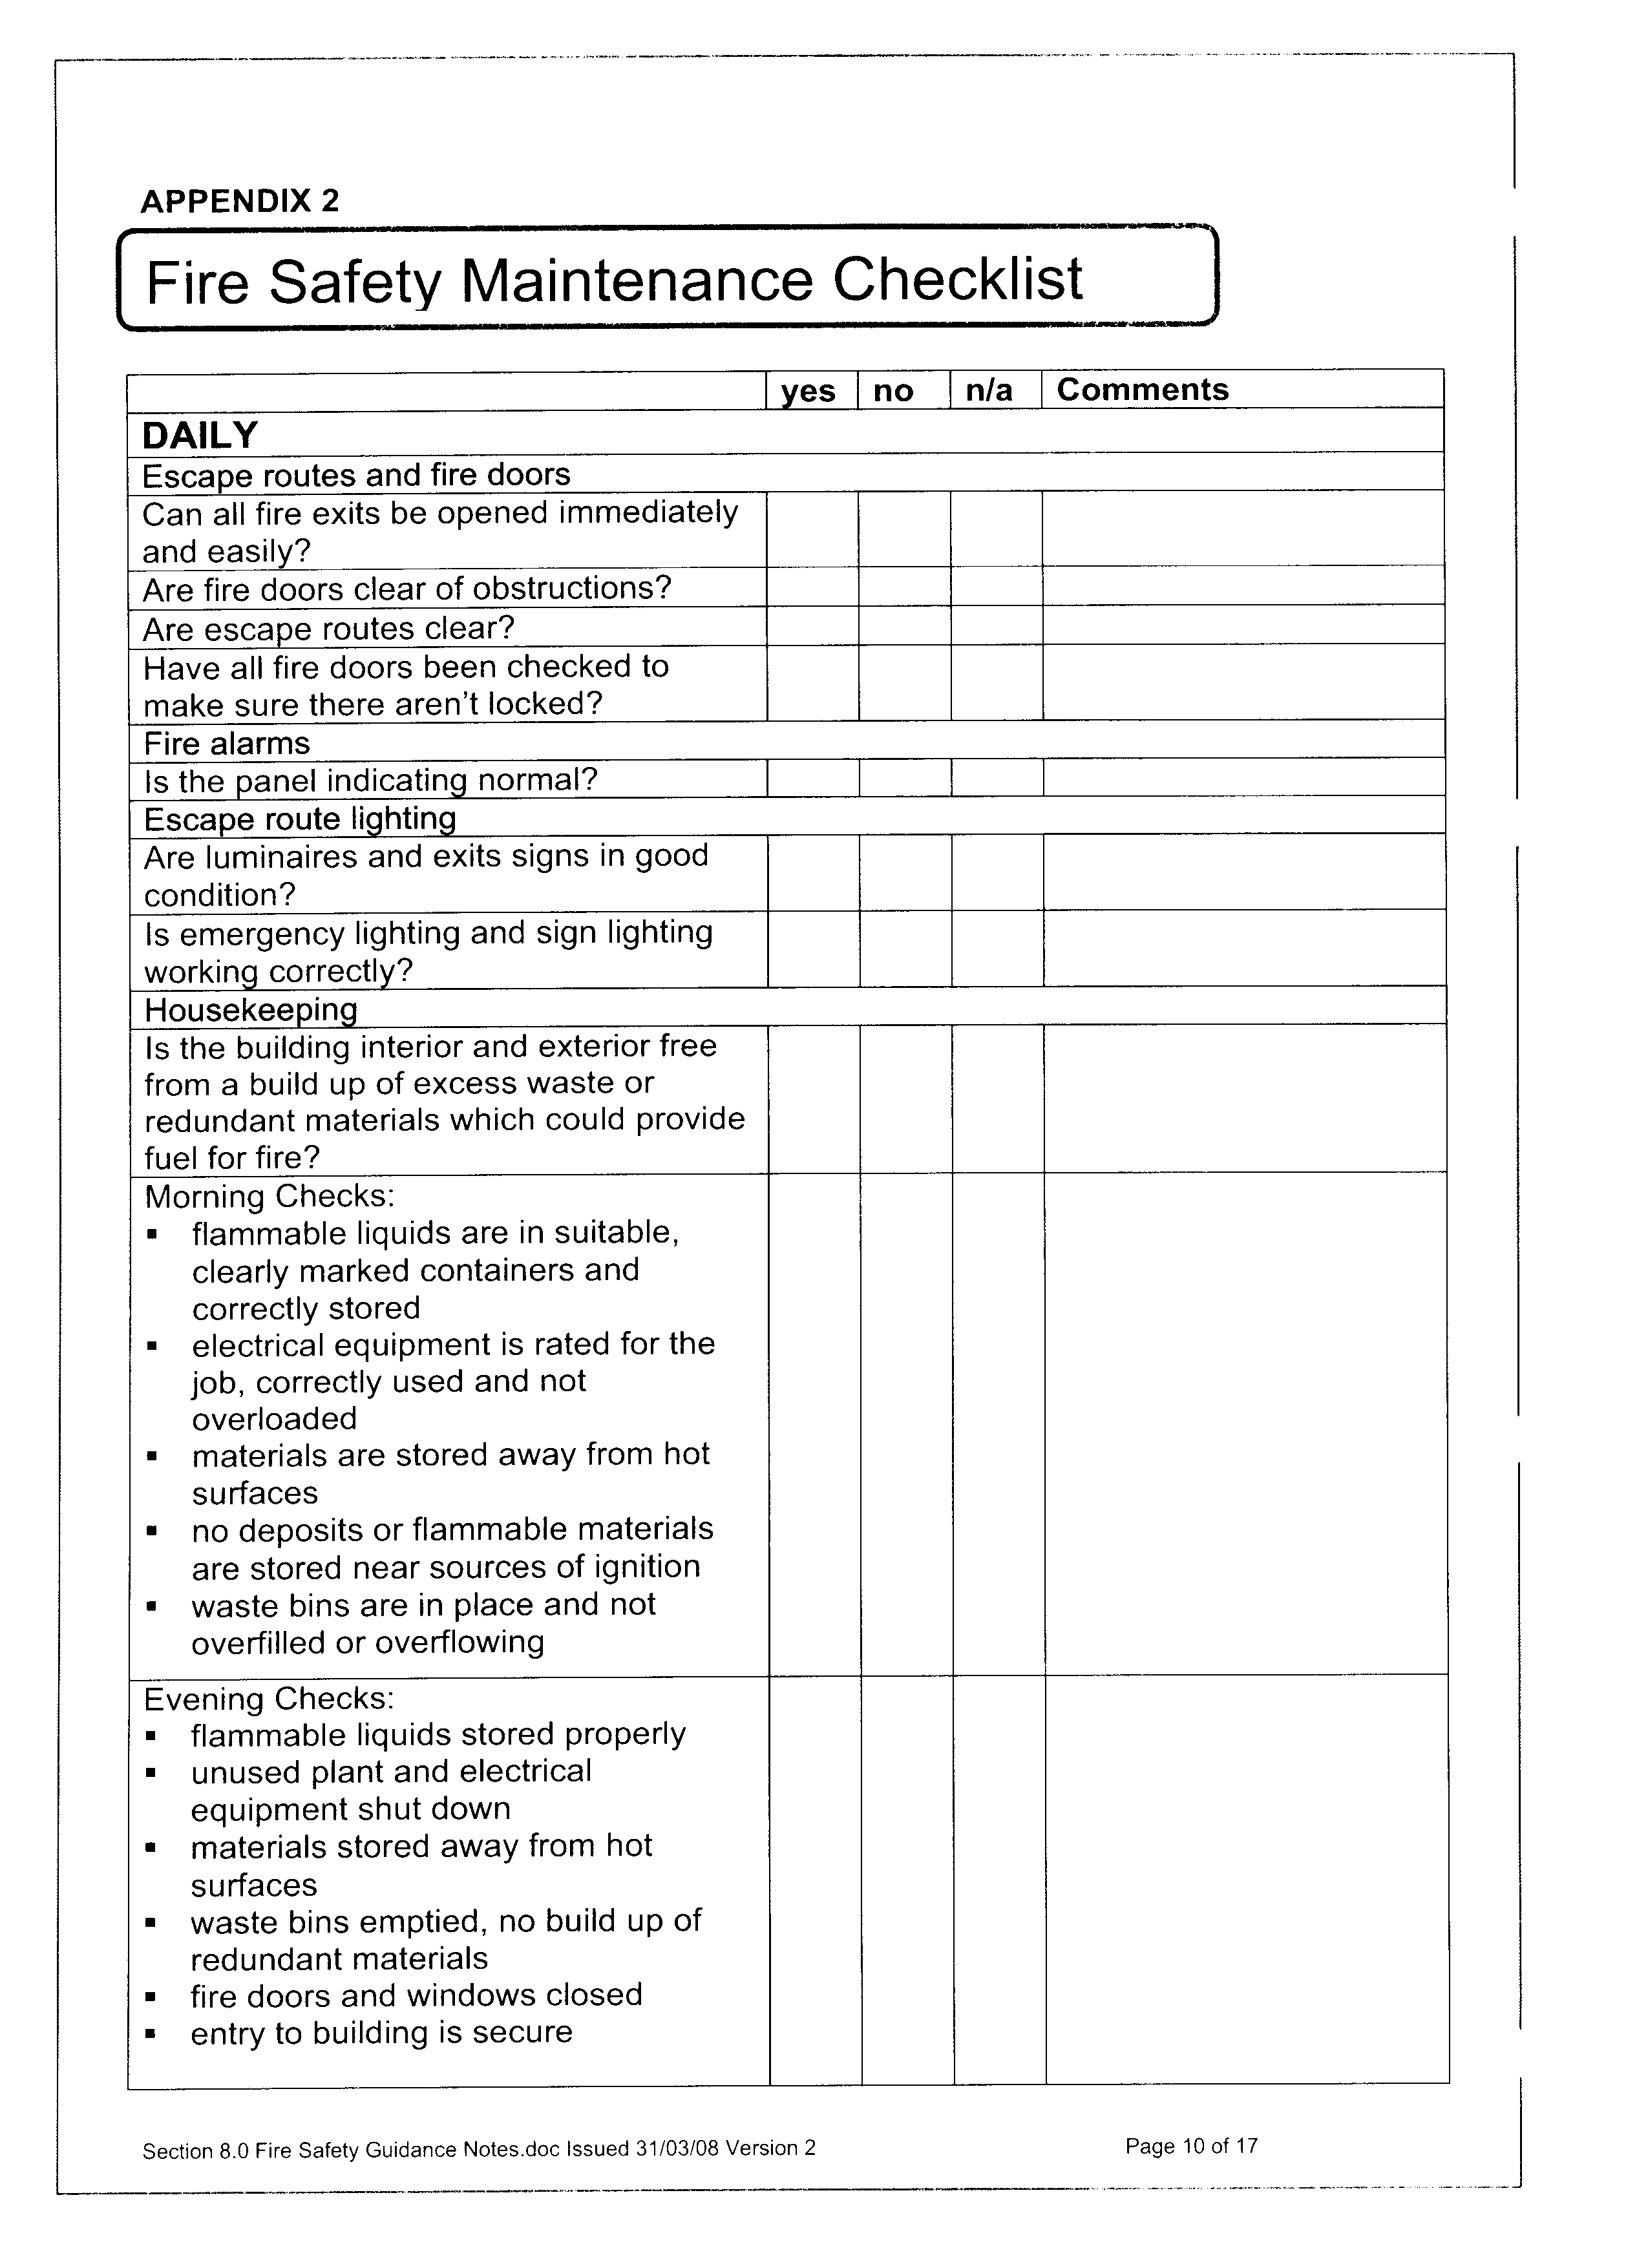 APPENDIX 2
Fire Safety Maintenance Checklist
yes no n/a Comments
DAILY
Escape routes and fire doors
Can all fire exits be opened immediately
and easily?
Are fire doors clear of obstructions?
Are escape routes clear?
Have all fire doors been checked to
make sure there aren't locked?
Fire alarms
Is the panel indicating normal?
Escape route lighting
Are luminaires and exits signs in good
condition?
Is emergency lighting and sign lighting
working correctly?
Housekeeping
Is the building interior and exterior free
from a build up of excess waste or
redundant materials which could provide
fuel for fire?
Morning Checks:
▪ flammable liquids are in suitable,
clearly marked containers and
correctly stored
▪ electrical equipment is rated for the
job, correctly used and not
overloaded
▪ materials are stored away from hot
surfaces
▪ no deposits or flammable materials
are stored near sources of ignition
▪ waste bins are in place and not
overfilled or overflowing
Evening Checks:
▪ flammable liquids stored properly
▪ unused plant and electrical
equipment shut down
▪ materials stored away from hot
surfaces
▪ waste bins emptied, no build up of
redundant materials
▪ fire doors and windows closed
▪ entry to building is secure
Section 8.0 Fire Safety Guidance Notes.doc Issued 31/03/08 Version 2 Page 10 of 17